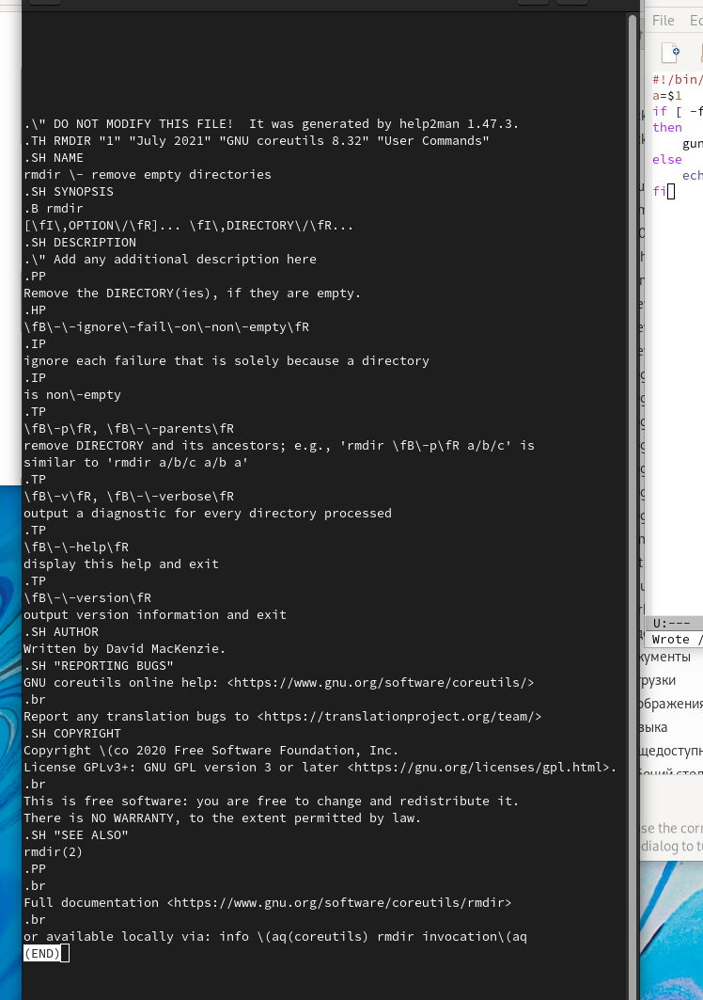 .\" DO NOT MODIFY THIS FILE!  It was generated by help2man 1.47.3.
.TH RMDIR "1" "July 2021" "GNU coreutils 8.32" "User Commands"
.SH NAME
rmdir \- remove empty directories
.SH SYNOPSIS
.B rmdir
[\fI\,OPTION\/\fR]... \fI\,DIRECTORY\/\fR...
.SH DESCRIPTION
.\" Add any additional description here
.PP
Remove the DIRECTORY(ies), if they are empty.
.HP
\fB\-\-ignore\-fail\-on\-non\-empty\fR
.IP
ignore each failure that is solely because a directory
.IP
is non\-empty
.TP
\fB\-p\fR, \fB\-\-parents\fR
remove DIRECTORY and its ancestors; e.g., 'rmdir \fB\-p\fR a/b/c' is
similar to 'rmdir a/b/c a/b a'
.TP
\fB\-v\fR, \fB\-\-verbose\fR
output a diagnostic for every directory processed
.TP
\fB\-\-help\fR
display this help and exit
.TP
\fB\-\-version\fR
output version information and exit
.SH AUTHOR
Written by David MacKenzie.
.SH "REPORTING BUGS"
GNU coreutils online help: <https://www.gnu.org/software/coreutils/>
.br
Report any translation bugs to <https://translationproject.org/team/>
.SH COPYRIGHT
Copyright \(co 2020 Free Software Foundation, Inc.
License GPLv3+: GNU GPL version 3 or later <https://gnu.org/licenses/gpl.html>.
.br
This is free software: you are free to change and redistribute it.
There is NO WARRANTY, to the extent permitted by law.
.SH "SEE ALSO"
rmdir(2)
.PP
.br
Full documentation <https://www.gnu.org/software/coreutils/rmdir>
.br
or available locally via: info \(aq(coreutils) rmdir invocation\(aq
(END)
File Ed
#!/bin/
a=$1
if [ -f
then
gun
else
ech
fi
U:---
Wrote /
кументы
грузки
ображения
зыка
щедоступн
se the corn
dialog to tu